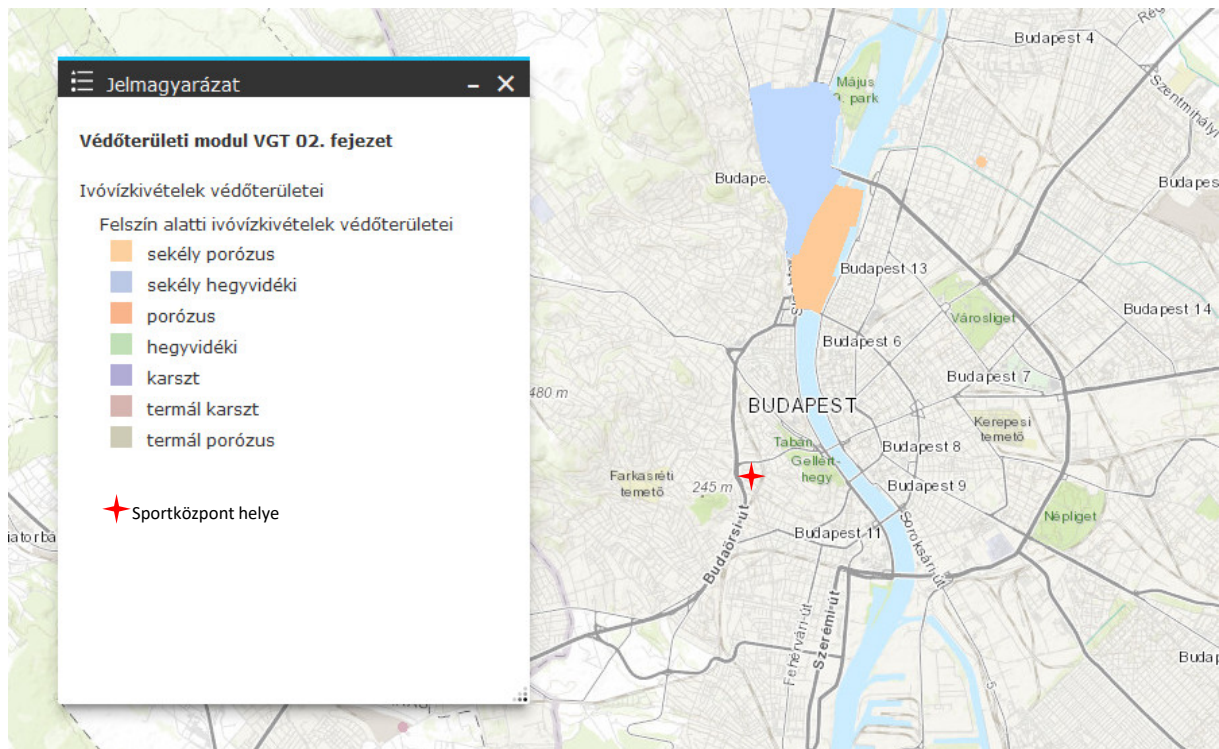 Jelmagyarázat
Védőterületi modul VGT 02. fejezet
Ivóvízkivételek védőterületei
Felszín alatti ivóvízkivételek védőterületei
sekély porózus
sekély hegyvidéki
porózus
hegyvidéki
karszt
termál karszt
termál porózus
Sportközpont helye
Budapest 4
Május
park
Szentmihályi
Budapest 13
Városliget
Budapest 14
Budapest 6
Budapest 7
480 m
BUDAPEST
Kerepesi
temető
Tabán
Gellért-
hegy
Budapest 8
Farkasréti
temető
245 m
Budapest 9
Népliget
Budapest 11
Budaörsi út
Soroksári út
Fehérvári út
Szerémi út
5